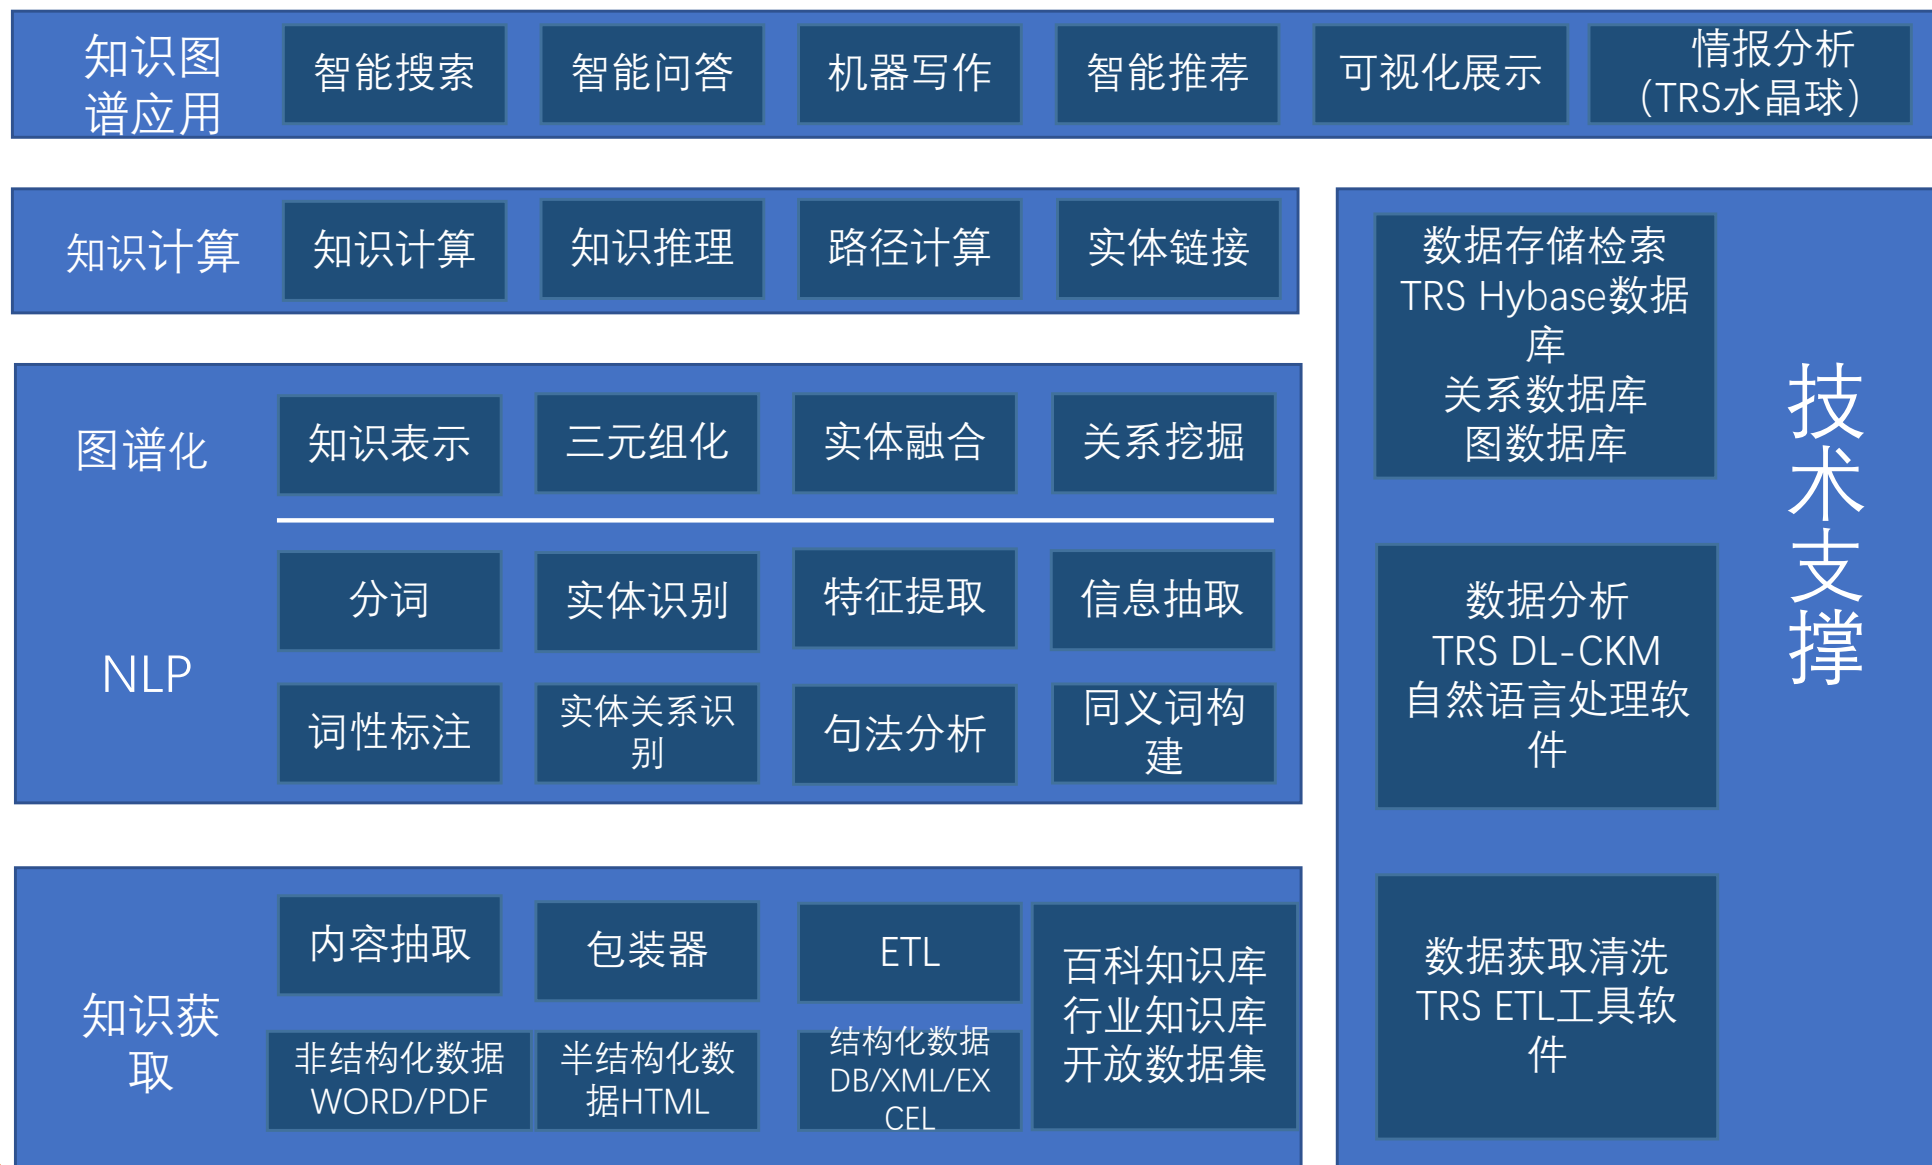 知识图
谱应用
智能搜索
智能问答
机器写作
智能推荐
可视化展示
情报分析
(TRS水晶球)
知识计算
知识计算
知识推理
路径计算
实体链接
图谱化
知识表示
三元组化
实体融合
关系挖掘
NLP
分词
实体识别
特征提取
信息抽取
词性标注
实体关系识
别
句法分析
同义词构
建
知识获
取
内容抽取
包装器
ETL
百科知识库
行业知识库
开放数据集
非结构化数据
WORD/PDF
半结构化数
据HTML
结构化数据
DB/XML/EX
CEL
数据存储检索
TRS Hybase数据
库
关系数据库
图数据库
数据分析
TRS DL-CKM
自然语言处理软
件
数据获取清洗
TRS ETL工具软
件
技
术
支
撑